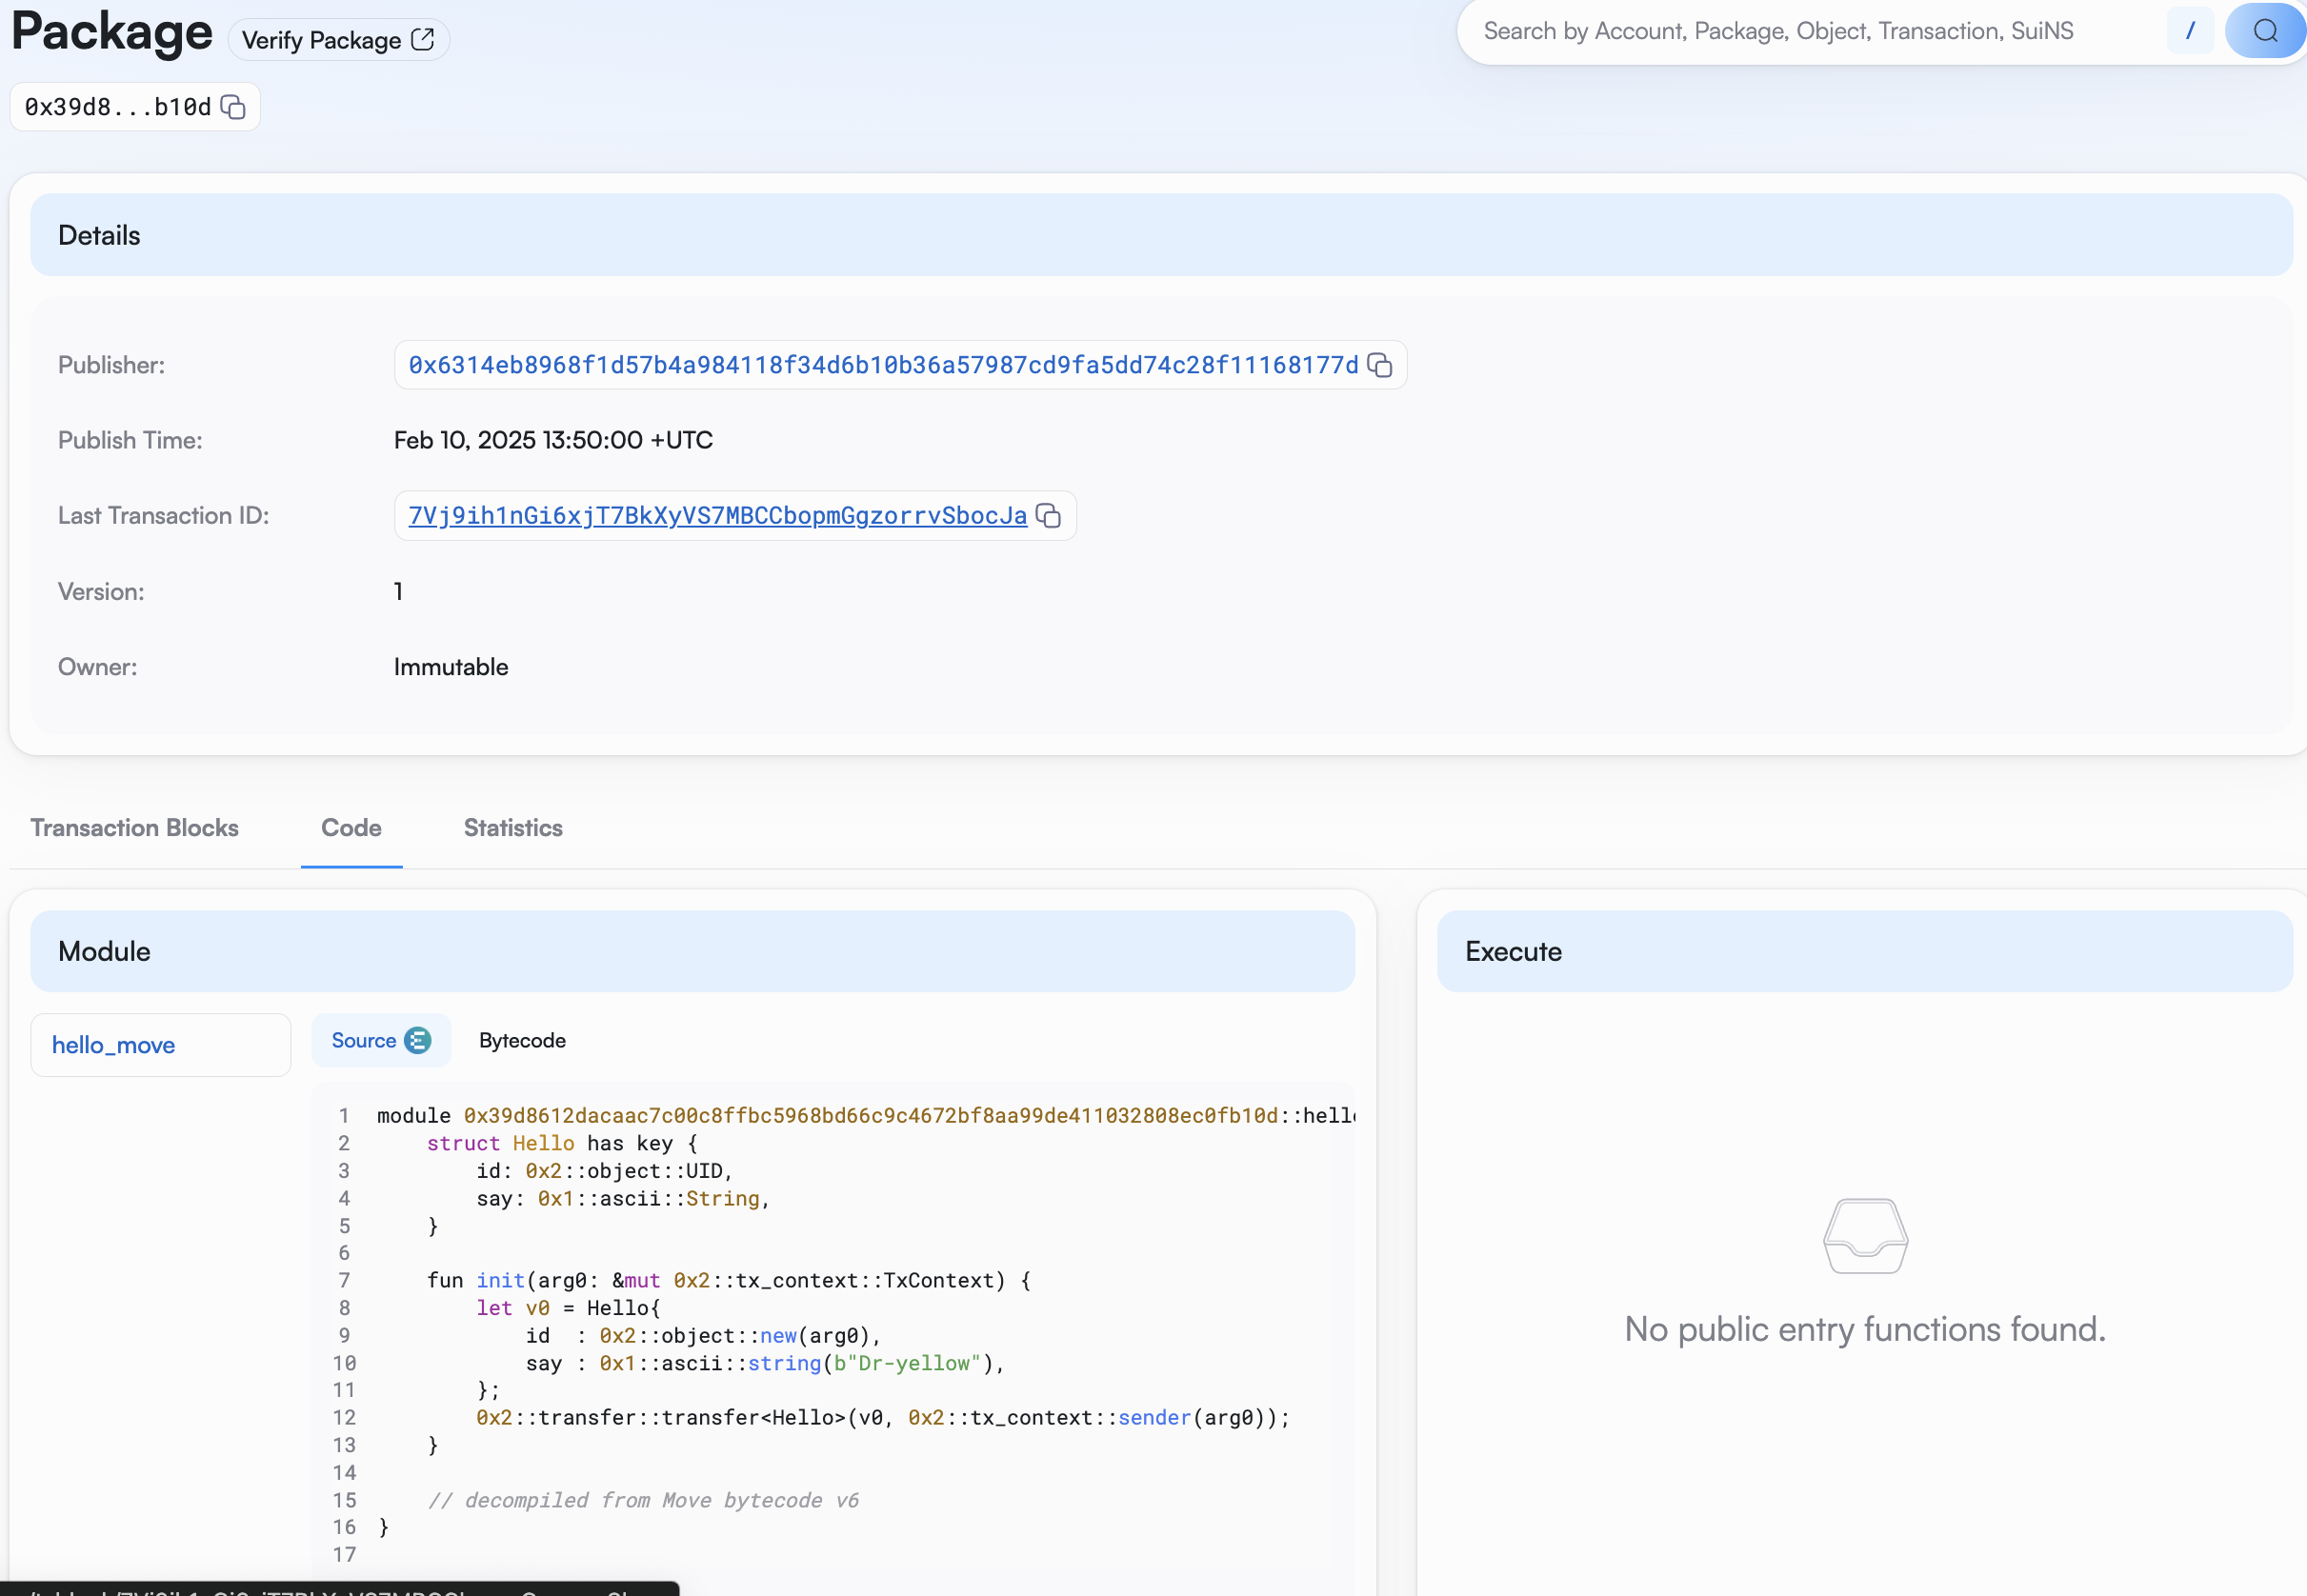 Package Verify Package
Search by Account, Package, Object, Transaction, SuiNS /
0x39d8...b10d
Details
Publisher: 0x6314eb8968f1d57b4a984118f34d6b10b36a57987cd9fa5dd74c28f11168177d
Publish Time: Feb 10, 2025 13:50:00 +UTC
Last Transaction ID: 7Vj9ih1nGi6xjT7BkXyVS7MBCCbopmGgzorrvSbocJa
Version: 1
Owner: Immutable
Transaction Blocks Code Statistics
Module
hello_move
Source Bytecode
1 module 0x39d8612dacaac7c00c8ffbc5968bd66c9c4672bf8aa99de411032808ec0fb10d::hell
2     struct Hello has key {
3         id: 0x2::object::UID,
4         say: 0x1::ascii::String,
5     }
6
7     fun init(arg0: &mut 0x2::tx_context::TxContext) {
8         let v0 = Hello{
9             id  : 0x2::object::new(arg0),
10             say : 0x1::ascii::string(b"Dr-yellow"),
11         };
12         0x2::transfer::transfer<Hello>(v0, 0x2::tx_context::sender(arg0));
13     }
14
15     // decompiled from Move bytecode v6
16 }
17
Execute
No public entry functions found.